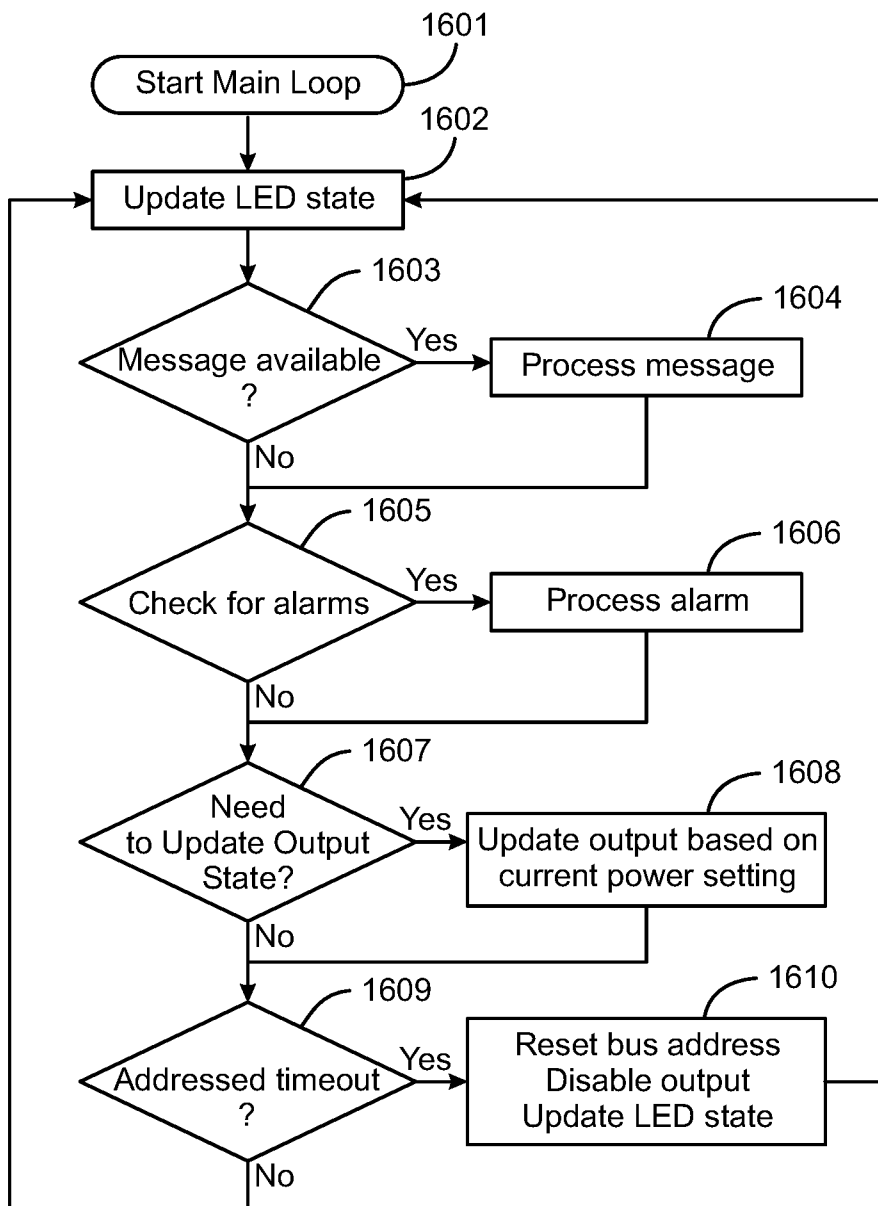 1601
Start Main Loop
1602
Update LED state
1603
1604
Message available
?
Yes
Process message
No
1605
1606
Check for alarms
Yes
Process alarm
No
1607
1608
Need
to Update Output
State?
Yes
Update output based on
current power setting
No
1609
1610
Addressed timeout
?
Yes
Reset bus address
Disable output
Update LED state
No